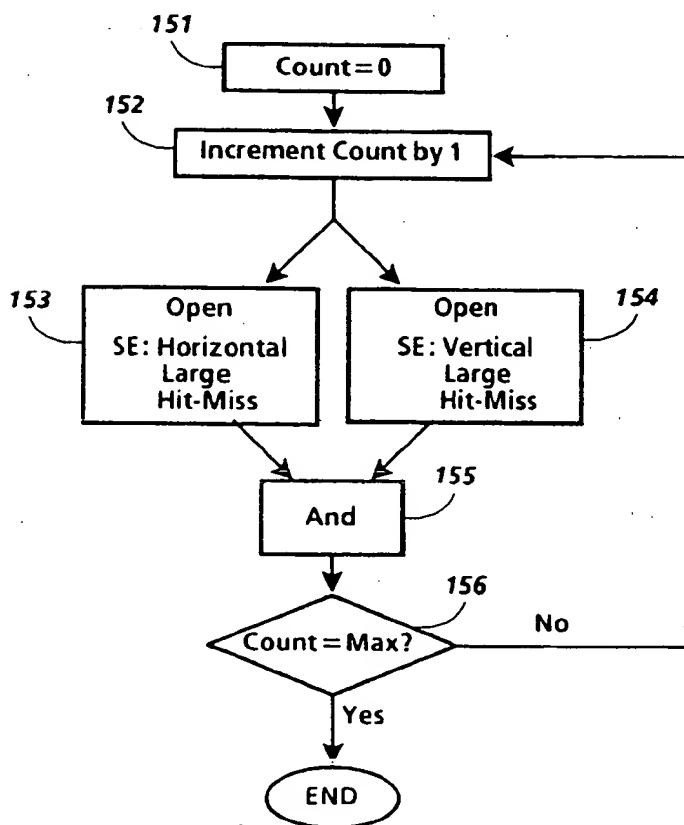 151
Count=0
152
Increment Count by 1
153
Open
SE: Horizontal
Large
Hit-Miss
154
Open
SE: Vertical
Large
Hit-Miss
155
And
156
Count=Max?
No
Yes
END